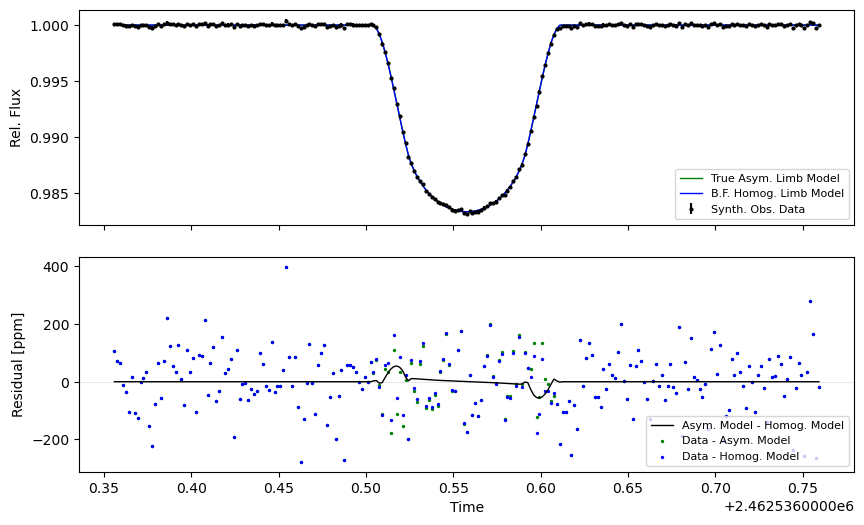 1.000
0.995
0.990
0.985
Rel. Flux
True Asym. Limb Model
B.F. Homog. Limb Model
Synth. Obs. Data
400
200
0
−200
Residual [ppm]
Asym. Model - Homog. Model
Data - Asym. Model
Data - Homog. Model
0.35
0.40
0.45
0.50
0.55
0.60
0.65
0.70
0.75
Time
+2.4625360000e6